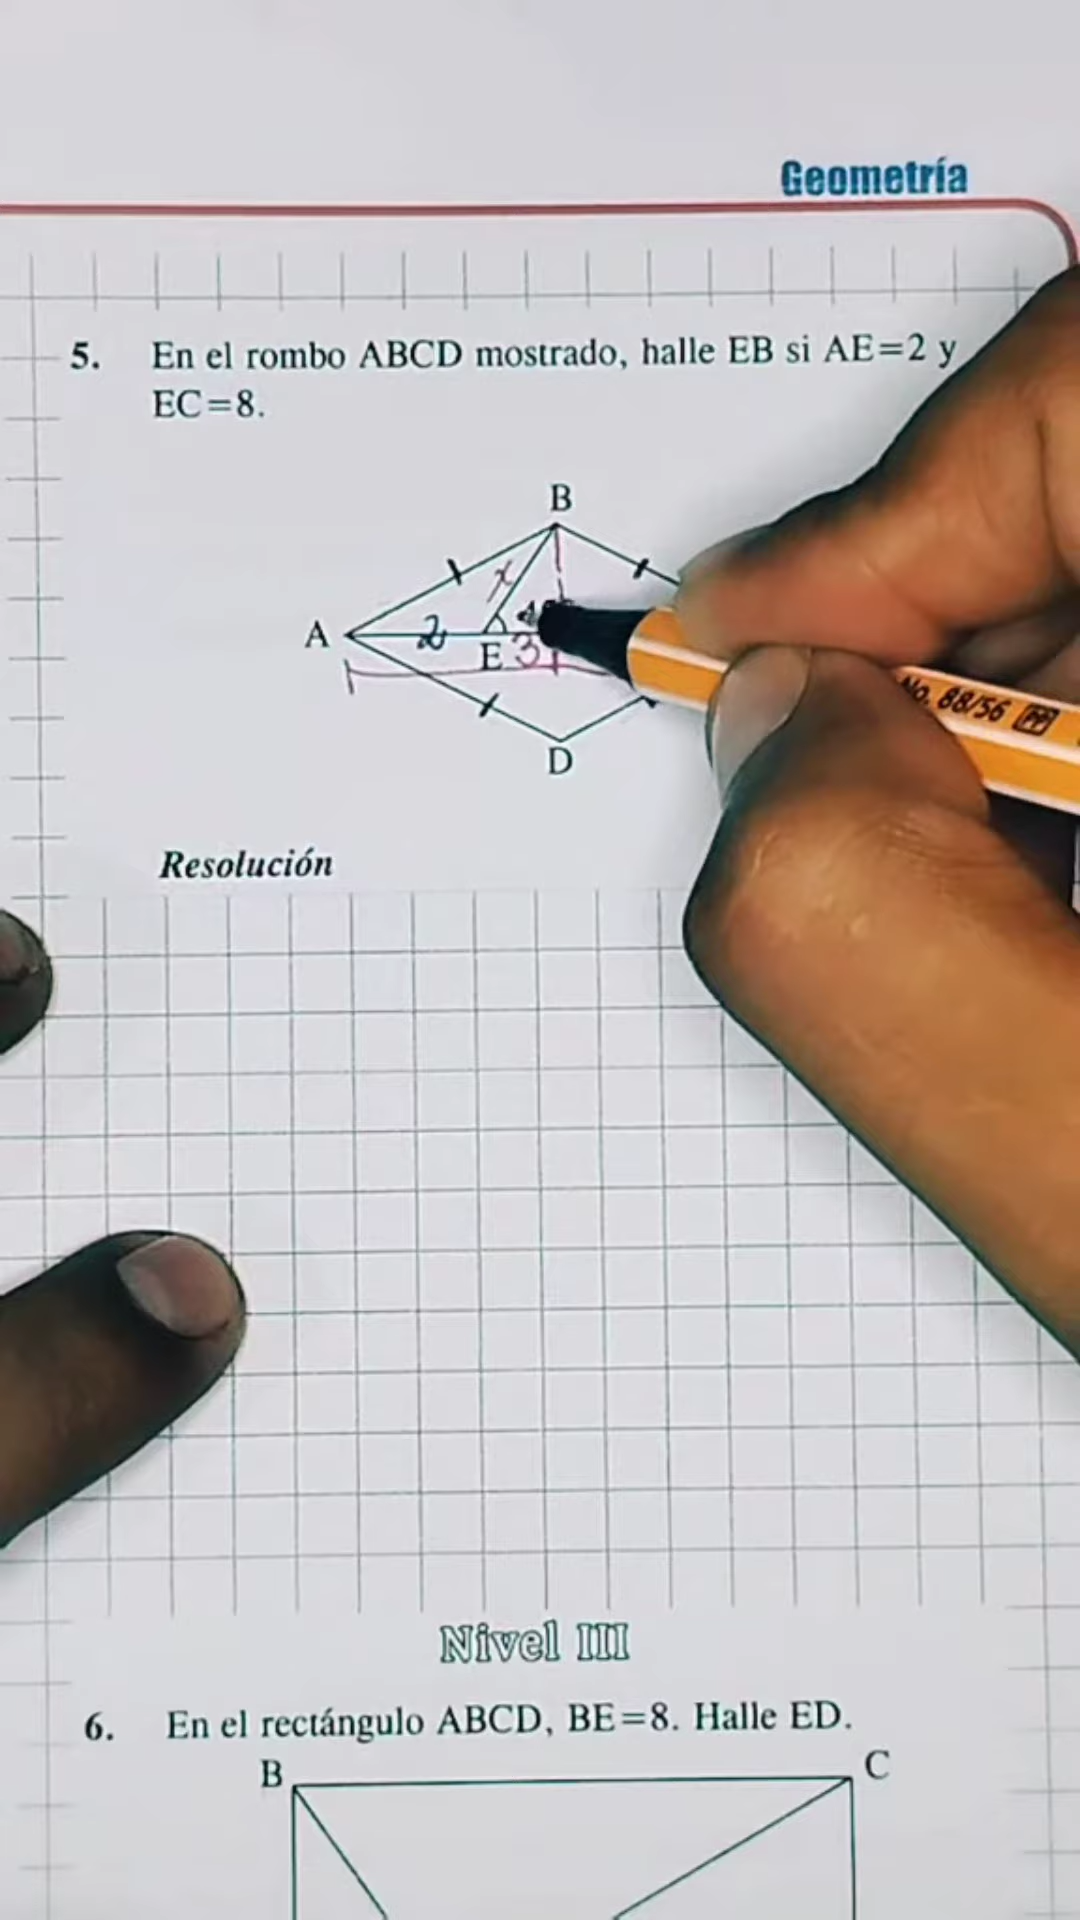 Geometría
5. En el rombo ABCD mostrado, halle EB si AE=2 y
EC=8.
B
x
A
2
E
3
D
No. 88/56 PP
Resolución
Nivel III
6. En el rectángulo ABCD, BE=8. Halle ED.
B
C